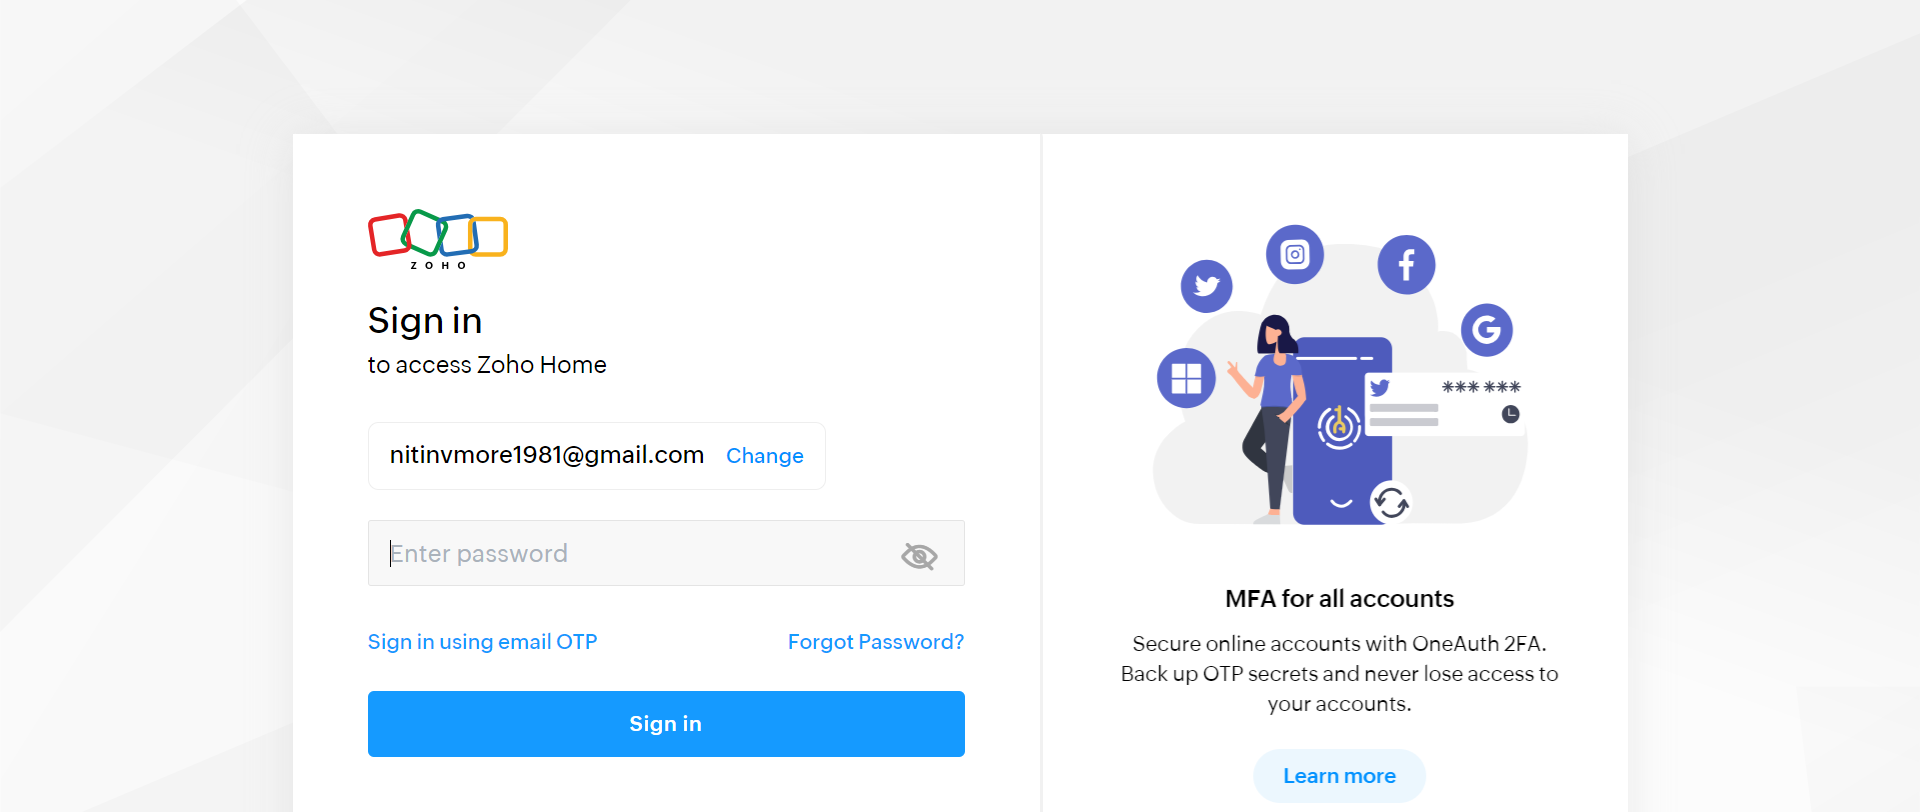 ZOHO
Sign in
to access Zoho Home
nitinvmore1981@gmail.com Change
Enter password
Sign in using email OTP Forgot Password?
Sign in
*** ***
MFA for all accounts
Secure online accounts with OneAuth 2FA.
Back up OTP secrets and never lose access to
your accounts.
Learn more